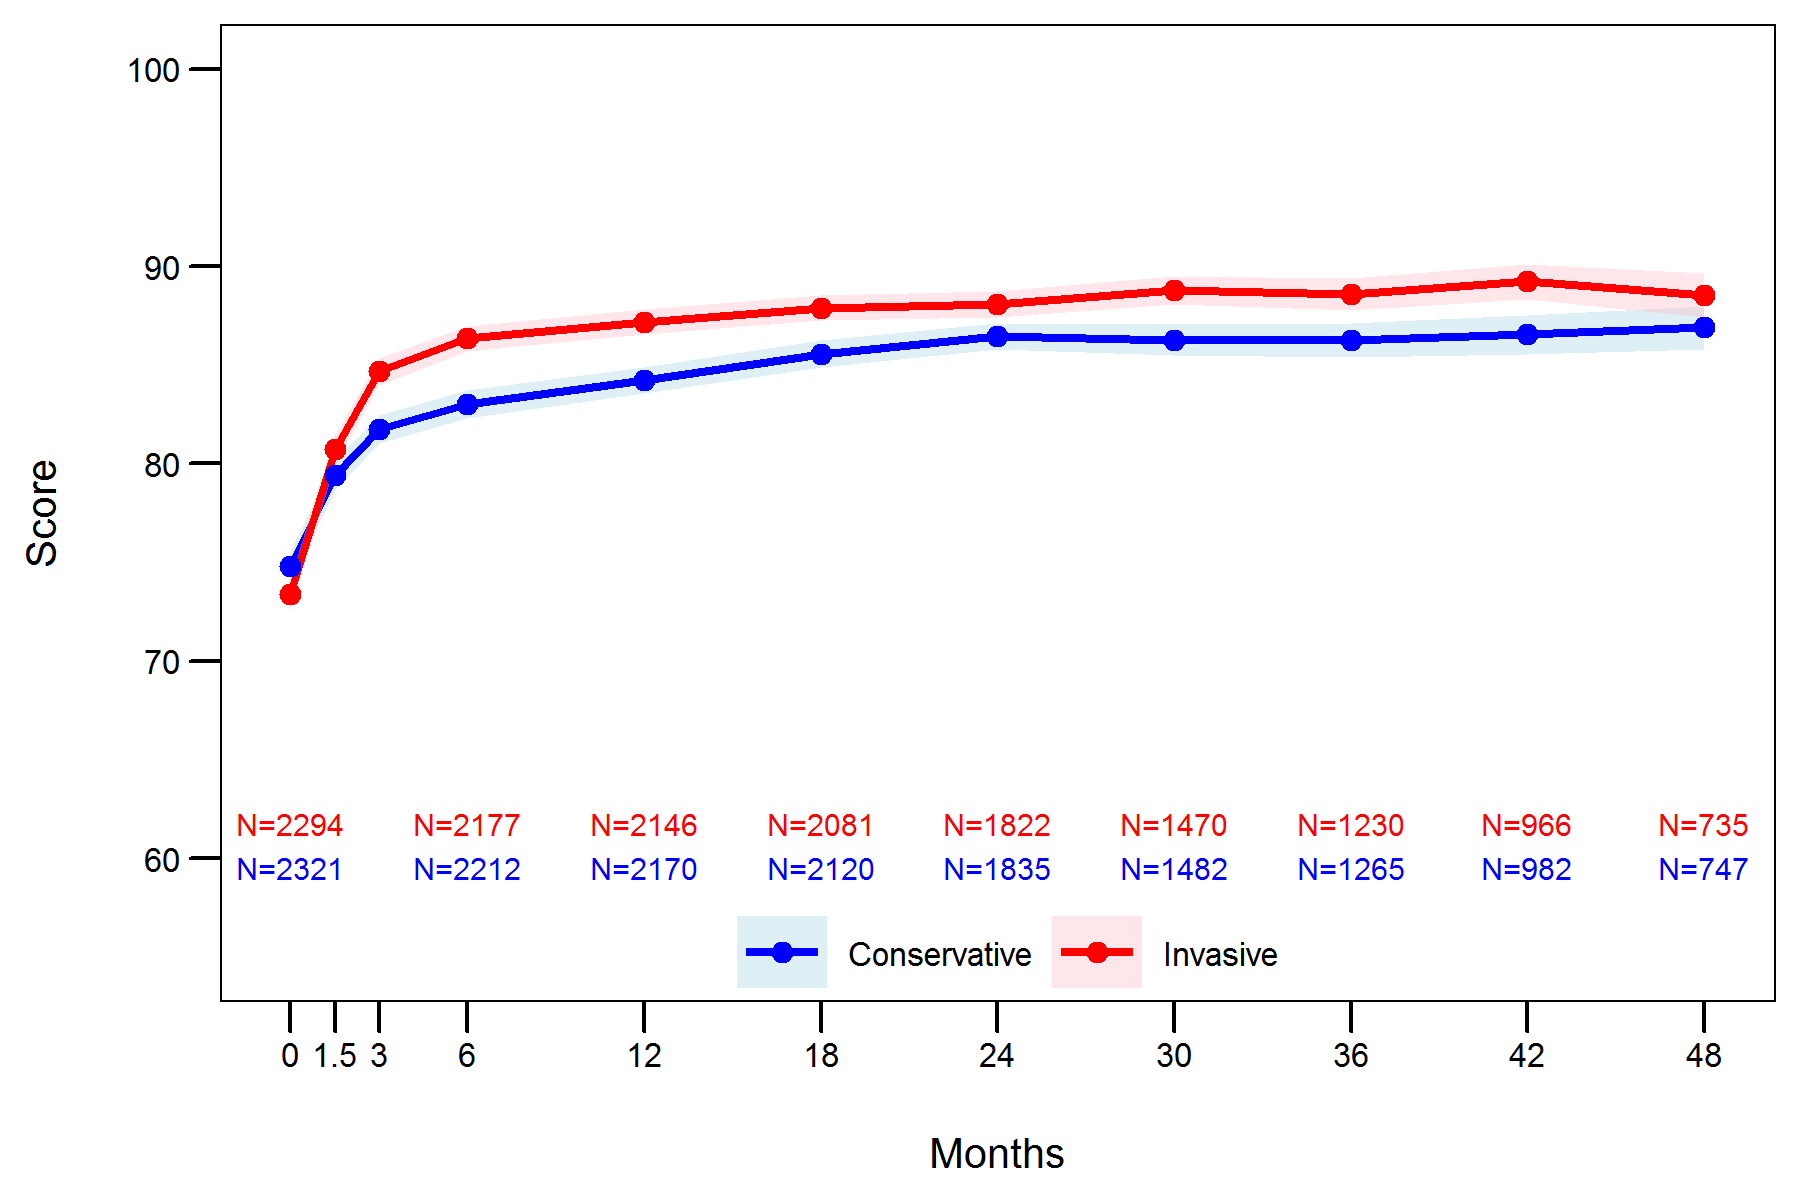 100
90
80
70
60
Score
N=2294 N=2177 N=2146 N=2081 N=1822 N=1470 N=1230 N=966 N=735
N=2321 N=2212 N=2170 N=2120 N=1835 N=1482 N=1265 N=982 N=747
Conservative Invasive
0 1.5 3 6 12 18 24 30 36 42 48
Months